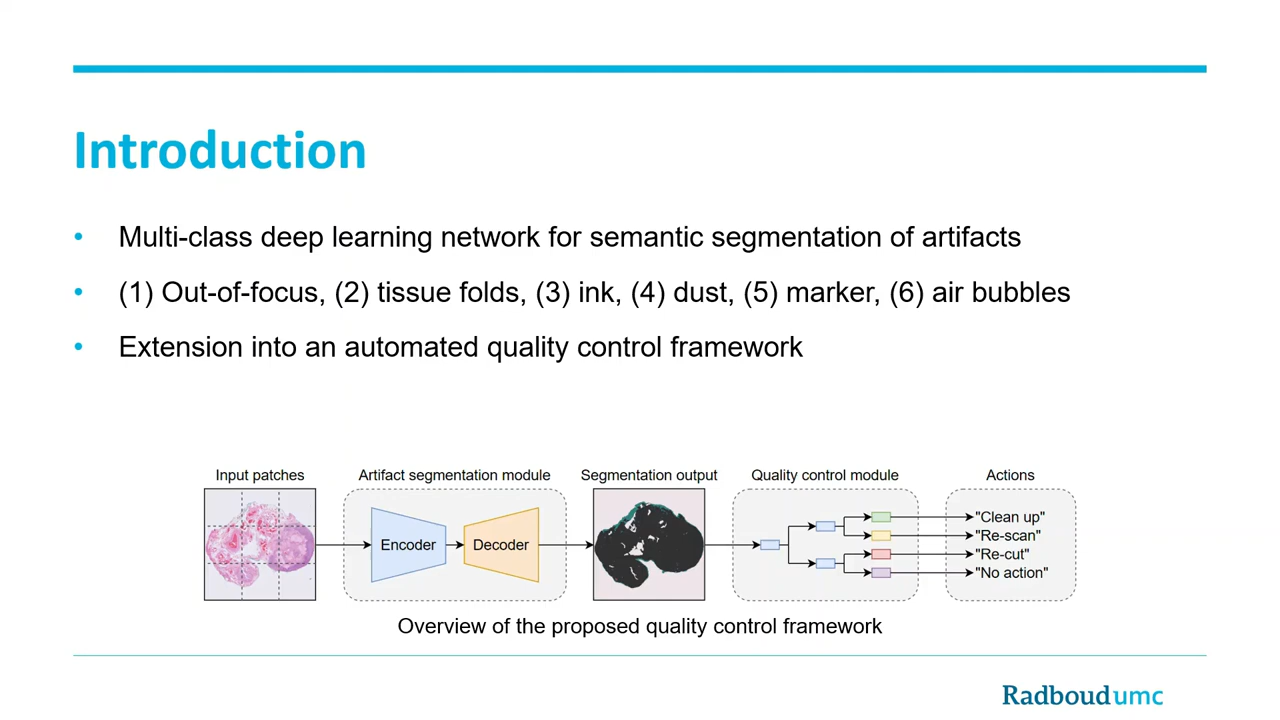 Introduction
• Multi-class deep learning network for semantic segmentation of artifacts
• (1) Out-of-focus, (2) tissue folds, (3) ink, (4) dust, (5) marker, (6) air bubbles
• Extension into an automated quality control framework
Input patches
Artifact segmentation module
Segmentation output
Quality control module
Actions
Encoder
Decoder
"Clean up"
"Re-scan"
"Re-cut"
"No action"
Overview of the proposed quality control framework
Radboudumc